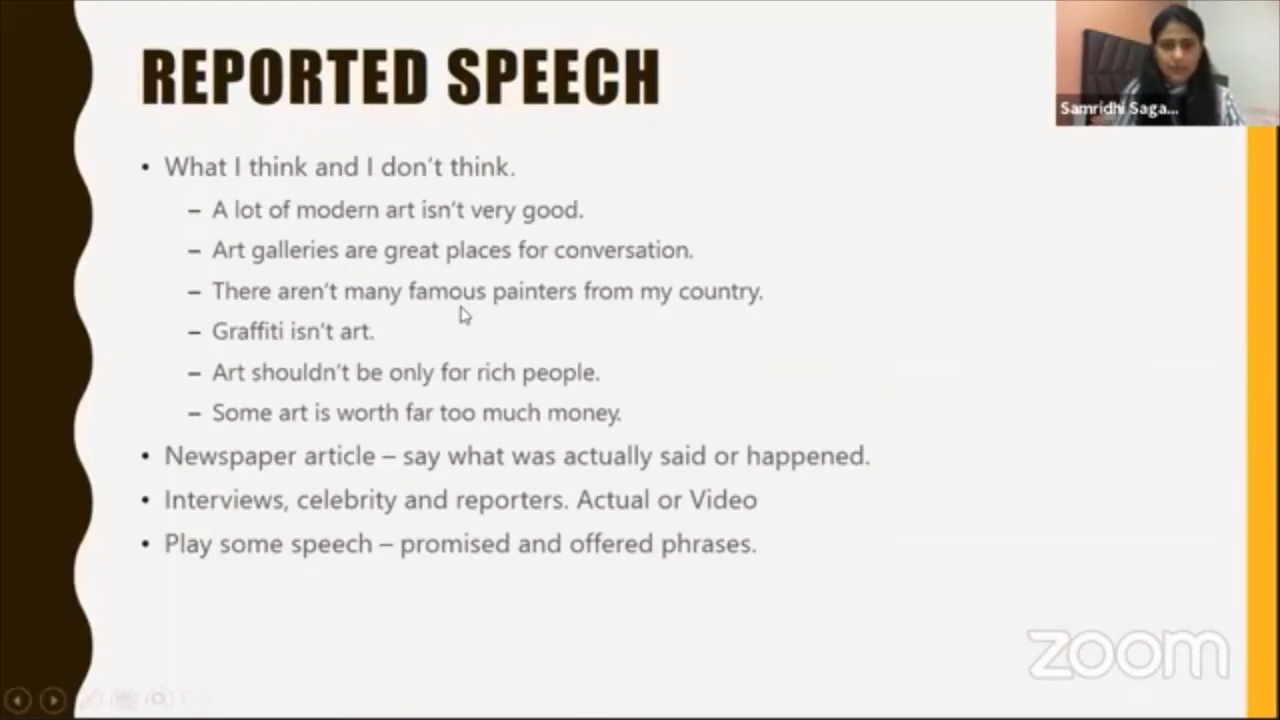 REPORTED SPEECH
Samridhi Saga...
• What I think and I don't think.
– A lot of modern art isn't very good.
– Art galleries are great places for conversation.
– There aren't many famous painters from my country.
– Graffiti isn't art.
– Art shouldn't be only for rich people.
– Some art is worth far too much money.
• Newspaper article – say what was actually said or happened.
• Interviews, celebrity and reporters. Actual or Video
• Play some speech – promised and offered phrases.
zoom